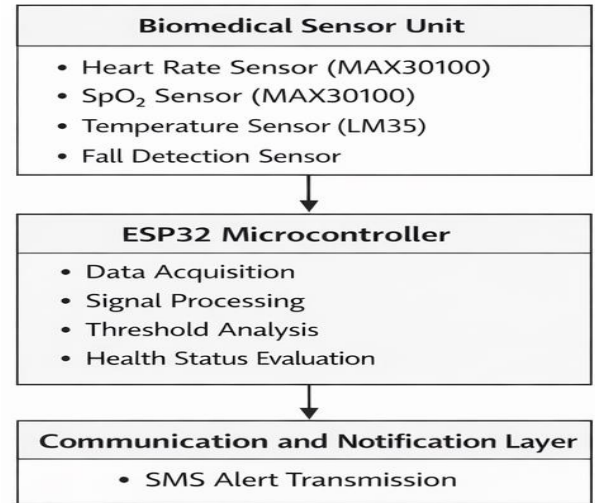 Biomedical Sensor Unit
• Heart Rate Sensor (MAX30100)
• SpO₂ Sensor (MAX30100)
• Temperature Sensor (LM35)
• Fall Detection Sensor
ESP32 Microcontroller
• Data Acquisition
• Signal Processing
• Threshold Analysis
• Health Status Evaluation
Communication and Notification Layer
• SMS Alert Transmission